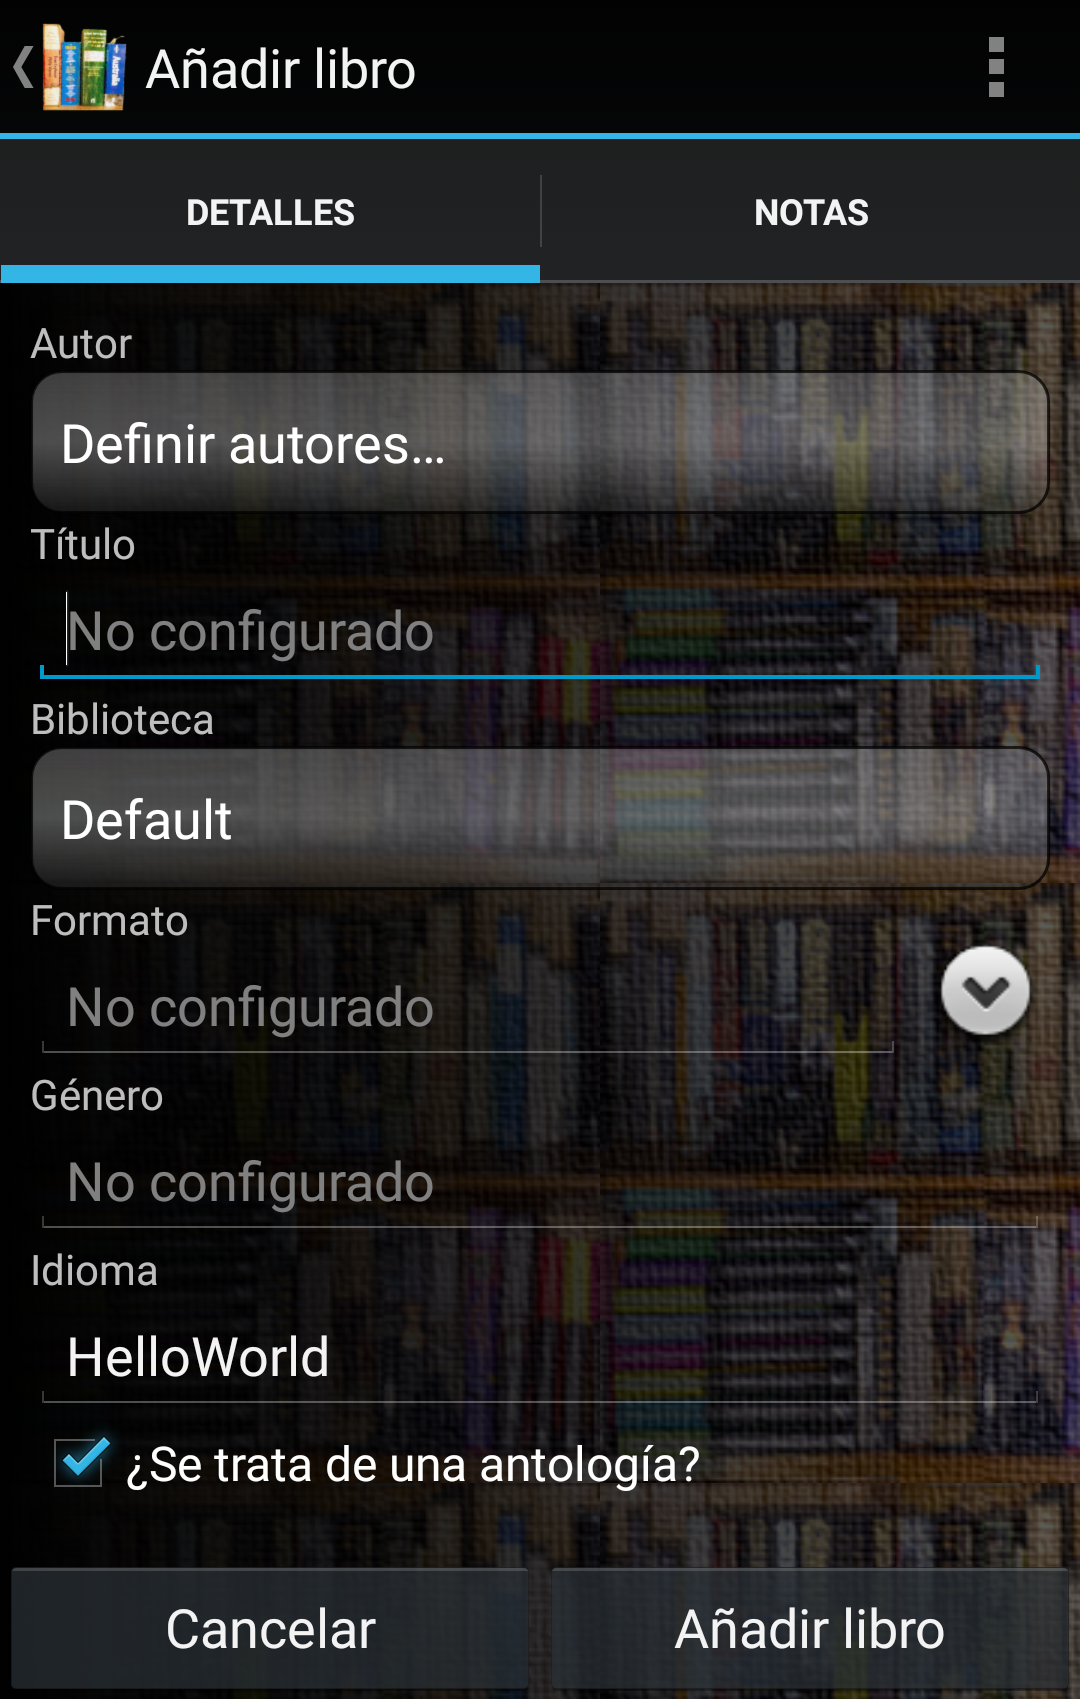 Añadir libro
DETALLES
NOTAS
Autor
Definir autores...
Título
No configurado
Biblioteca
Default
Formato
No configurado
Género
No configurado
Idioma
HelloWorld
¿Se trata de una antología?
Cancelar
Añadir libro